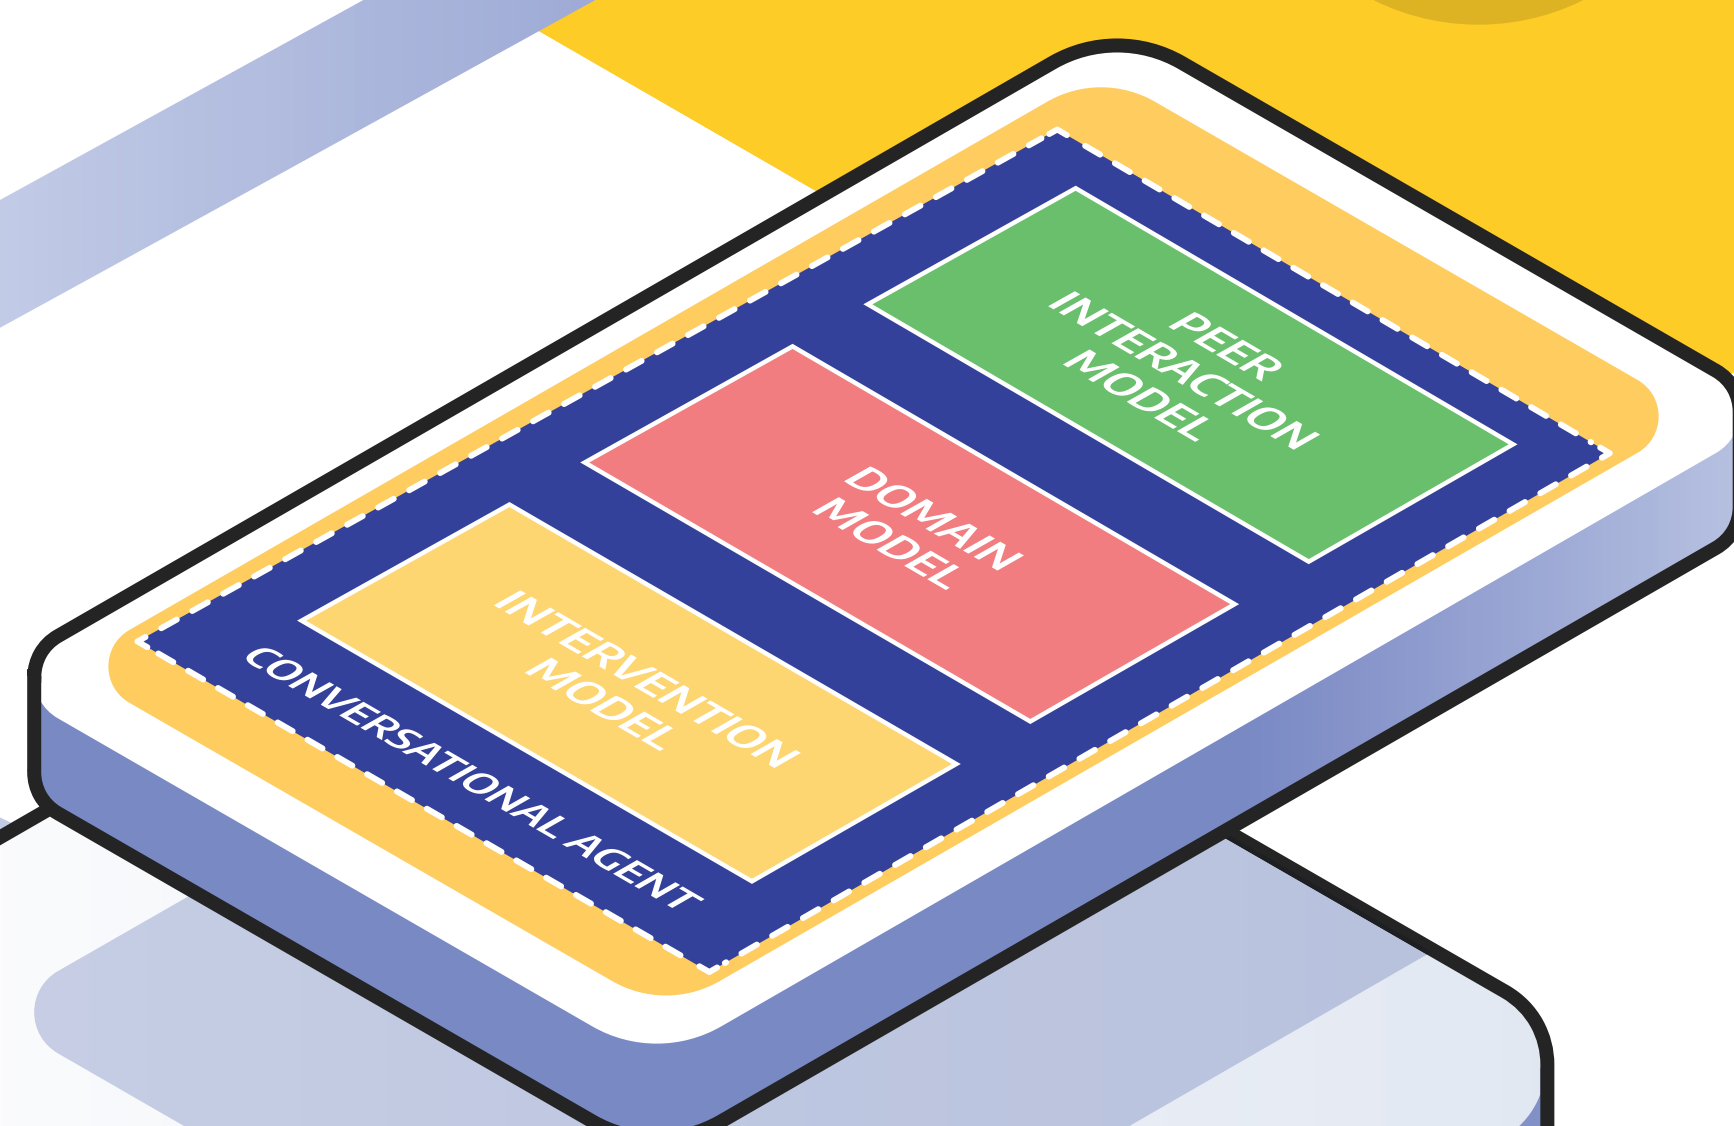 PEER
INTERACTION
MODEL
DOMAIN
MODEL
INTERVENTION
MODEL
CONVERSATIONAL AGENT